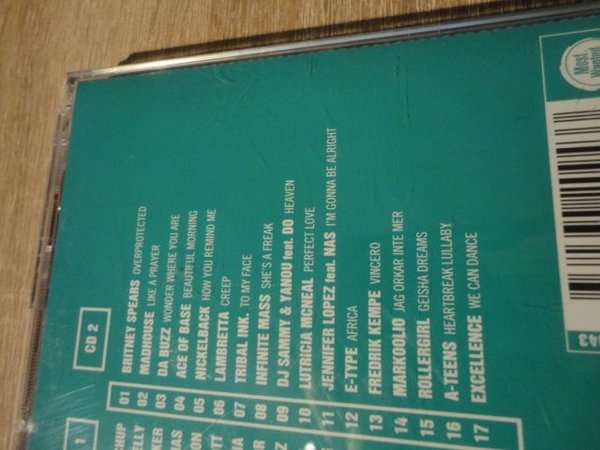 CD 2
01 BRITNEY SPEARS OVERPROTECTED
02 MADHOUSE LIKE A PRAYER
03 DA BUZZ WONDER WHERE YOU ARE
04 ACE OF BASE BEAUTIFUL MORNING
05 NICKELBACK HOW YOU REMIND ME
06 LAMBRETTA CREEP
07 TRIBAL INK. TO MY FACE
08 INFINITE MASS SHE'S A FREAK
09 DJ SAMMY & YANOU feat. DO HEAVEN
10 LUTRICIA MCNEAL PERFECT LOVE
11 JENNIFER LOPEZ feat. NAS I'M GONNA BE ALRIGHT
12 E-TYPE AFRICA
13 FREDRIK KEMPE VINCERO
14 MARKOOLIO JAG ORKAR INTE MER
15 ROLLERGIRL GEISHA DREAMS
16 A-TEENS HEARTBREAK LULLABY
17 EXCELLENCE WE CAN DANCE
Most
Wanted